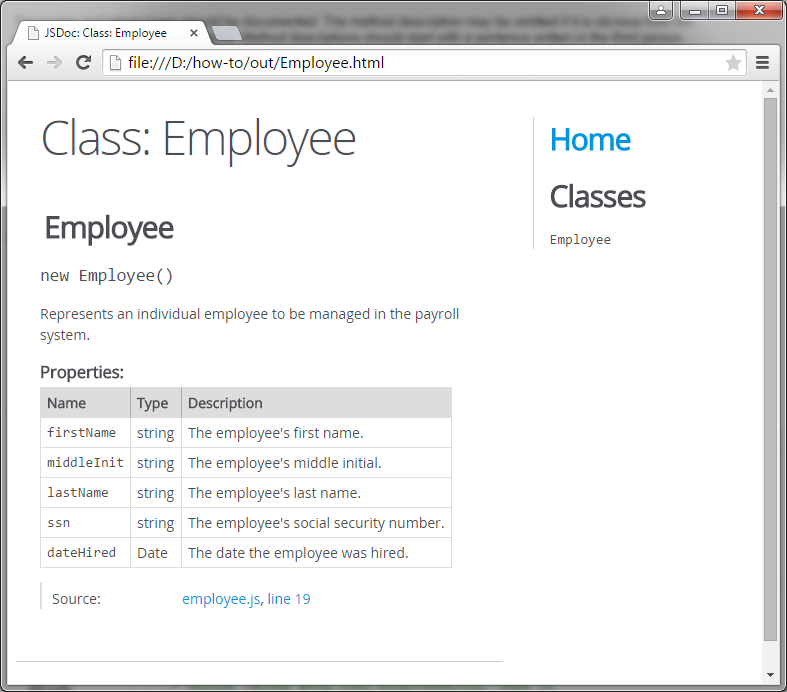 JSDoc: Class: Employee
file:///D:/how-to/out/Employee.html
Class: Employee
Employee
new Employee()
Represents an individual employee to be managed in the payroll
system.
Properties:
Name Type Description
firstName string The employee's first name.
middleInit string The employee's middle initial.
lastName string The employee's last name.
ssn string The employee's social security number.
dateHired Date The date the employee was hired.
Source: employee.js, line 19
Home
Classes
Employee